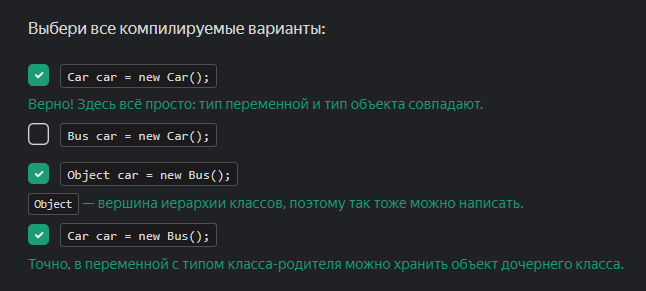 Выбери все компилируемые варианты:
Car car = new Car();
Верно! Здесь всё просто: тип переменной и тип объекта совпадают.
Bus car = new Car();
Object car = new Bus();
Object — вершина иерархии классов, поэтому так тоже можно написать.
Car car = new Bus();
Точно, в переменной с типом класса-родителя можно хранить объект дочернего класса.